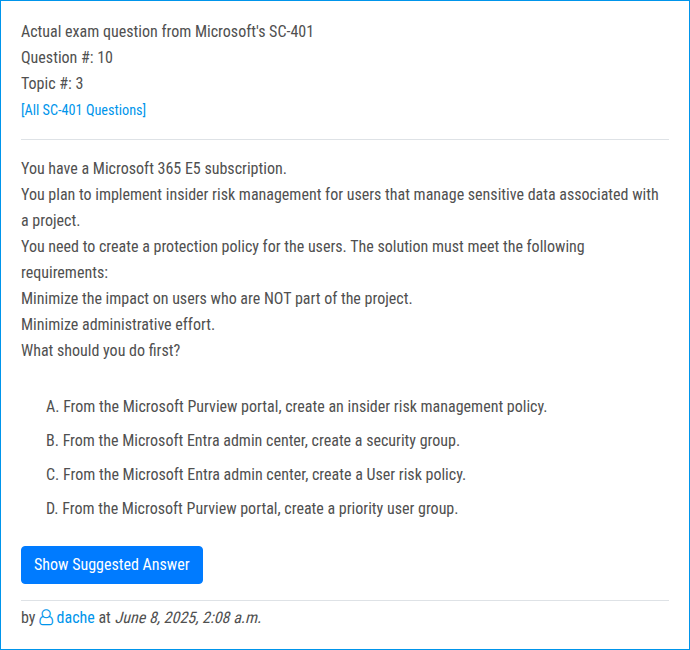 Actual exam question from Microsoft's SC-401
Question #: 10
Topic #: 3
[All SC-401 Questions]
You have a Microsoft 365 E5 subscription.
You plan to implement insider risk management for users that manage sensitive data associated with
a project.
You need to create a protection policy for the users. The solution must meet the following
requirements:
Minimize the impact on users who are NOT part of the project.
Minimize administrative effort.
What should you do first?
A. From the Microsoft Purview portal, create an insider risk management policy.
B. From the Microsoft Entra admin center, create a security group.
C. From the Microsoft Entra admin center, create a User risk policy.
D. From the Microsoft Purview portal, create a priority user group.
Show Suggested Answer
by dache at June 8, 2025, 2:08 a.m.